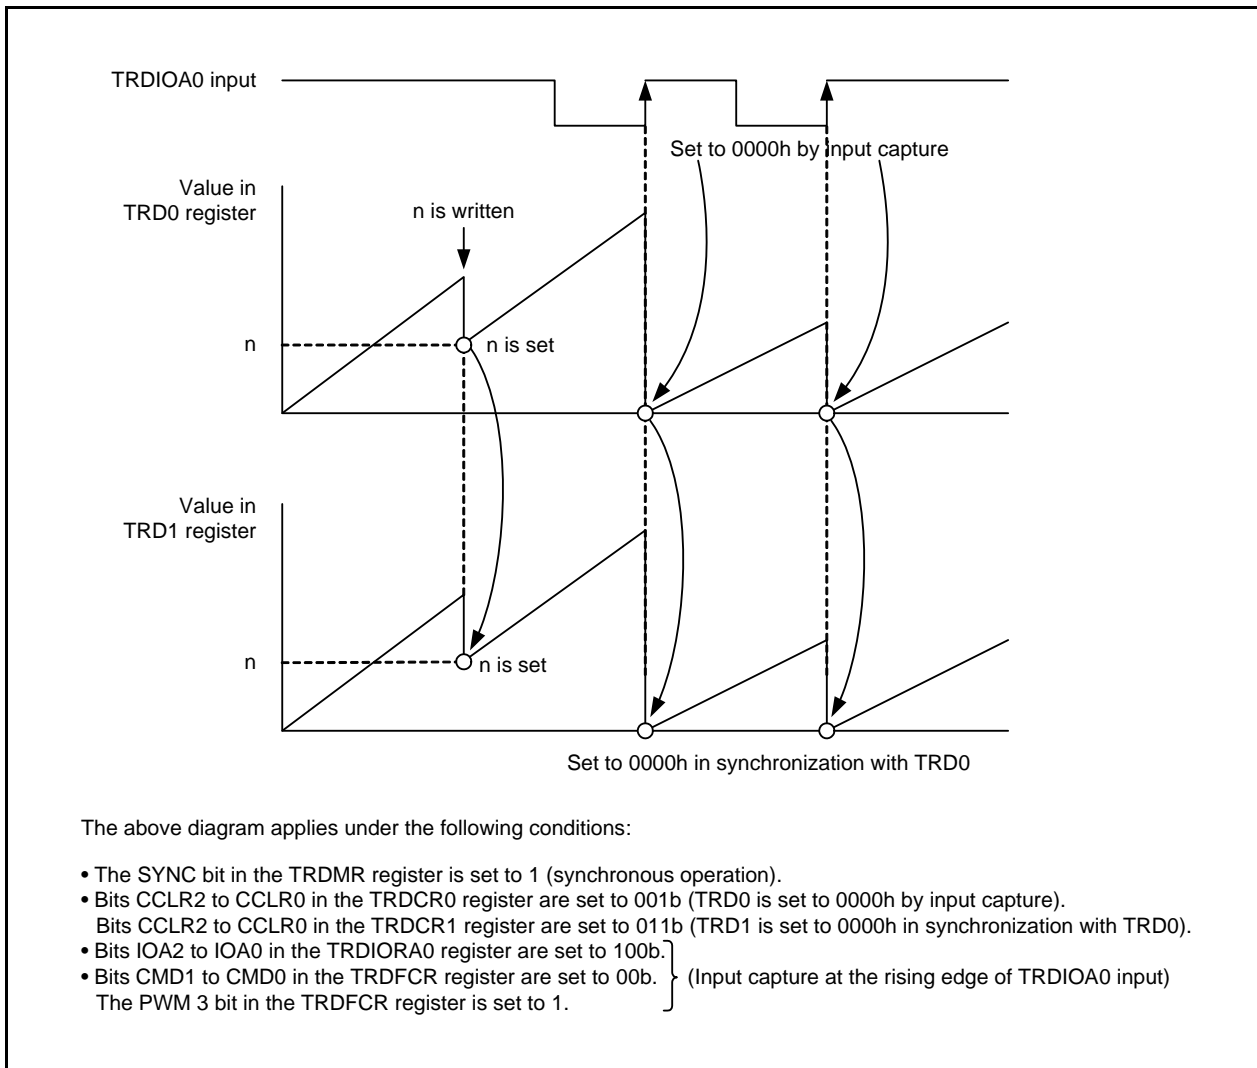 TRDIOA0 input
Set to 0000h by input capture
Value in
TRD0 register
n is written
n
n is set
Value in
TRD1 register
n
n is set
Set to 0000h in synchronization with TRD0
The above diagram applies under the following conditions:
• The SYNC bit in the TRDMR register is set to 1 (synchronous operation).
• Bits CCLR2 to CCLR0 in the TRDCR0 register are set to 001b (TRD0 is set to 0000h by input capture).
Bits CCLR2 to CCLR0 in the TRDCR1 register are set to 011b (TRD1 is set to 0000h in synchronization with TRD0).
• Bits IOA2 to IOA0 in the TRDIORA0 register are set to 100b.
• Bits CMD1 to CMD0 in the TRDFCR register are set to 00b.
(Input capture at the rising edge of TRDIOA0 input)
The PWM 3 bit in the TRDFCR register is set to 1.